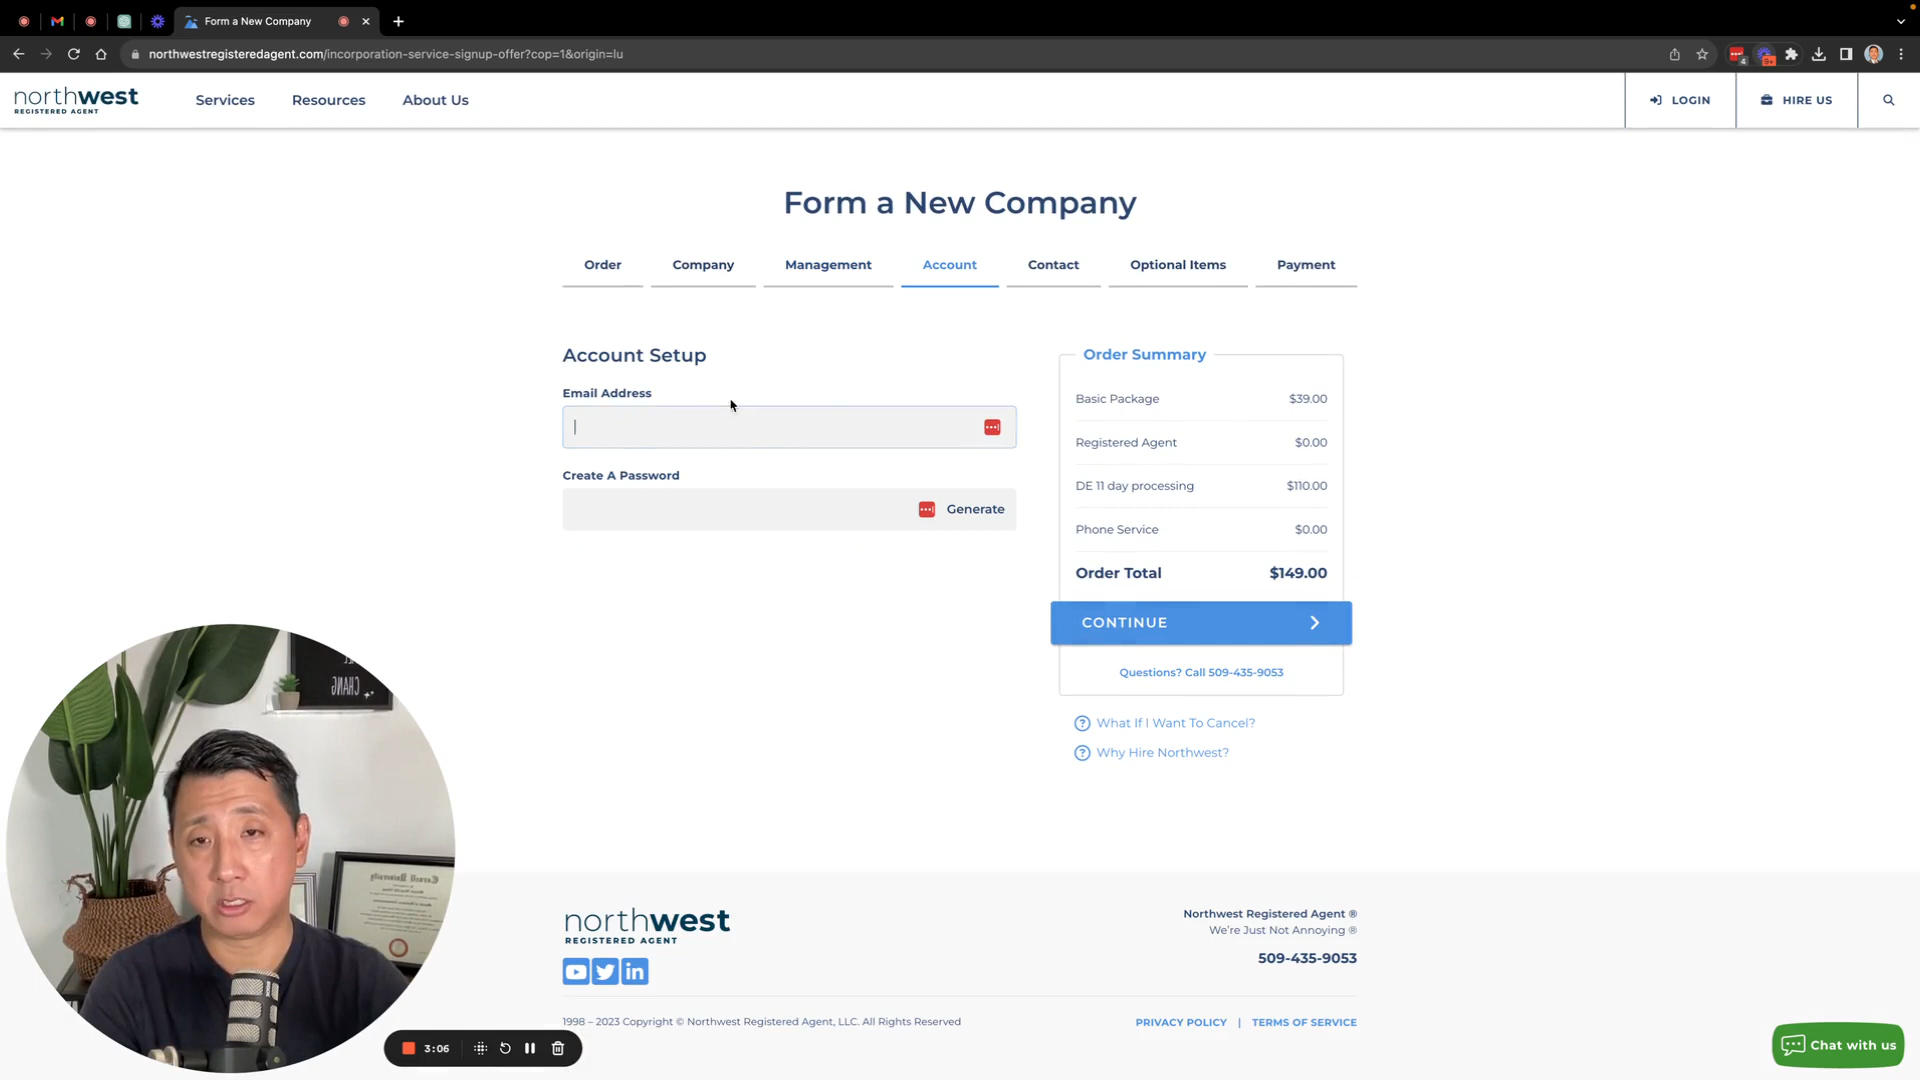 Form a New Company
northwestregisteredagent.com/incorporation-service-signup-offer?cop=1&origin=lu
4
9+
northwest
REGISTERED AGENT
Services
Resources
About Us
LOGIN
HIRE US
Form a New Company
Order
Company
Management
Account
Contact
Optional Items
Payment
Account Setup
Email Address
Create A Password
Generate
Order Summary
Basic Package $39.00
Registered Agent $0.00
DE 11 day processing $110.00
Phone Service $0.00
Order Total $149.00
CONTINUE
Questions? Call 509-435-9053
What If I Want To Cancel?
Why Hire Northwest?
CHANG
Cornell University
northwest
REGISTERED AGENT
Northwest Registered Agent ®
We're Just Not Annoying ®
509-435-9053
1998 – 2023 Copyright © Northwest Registered Agent, LLC. All Rights Reserved
PRIVACY POLICY | TERMS OF SERVICE
3:06
Chat with us